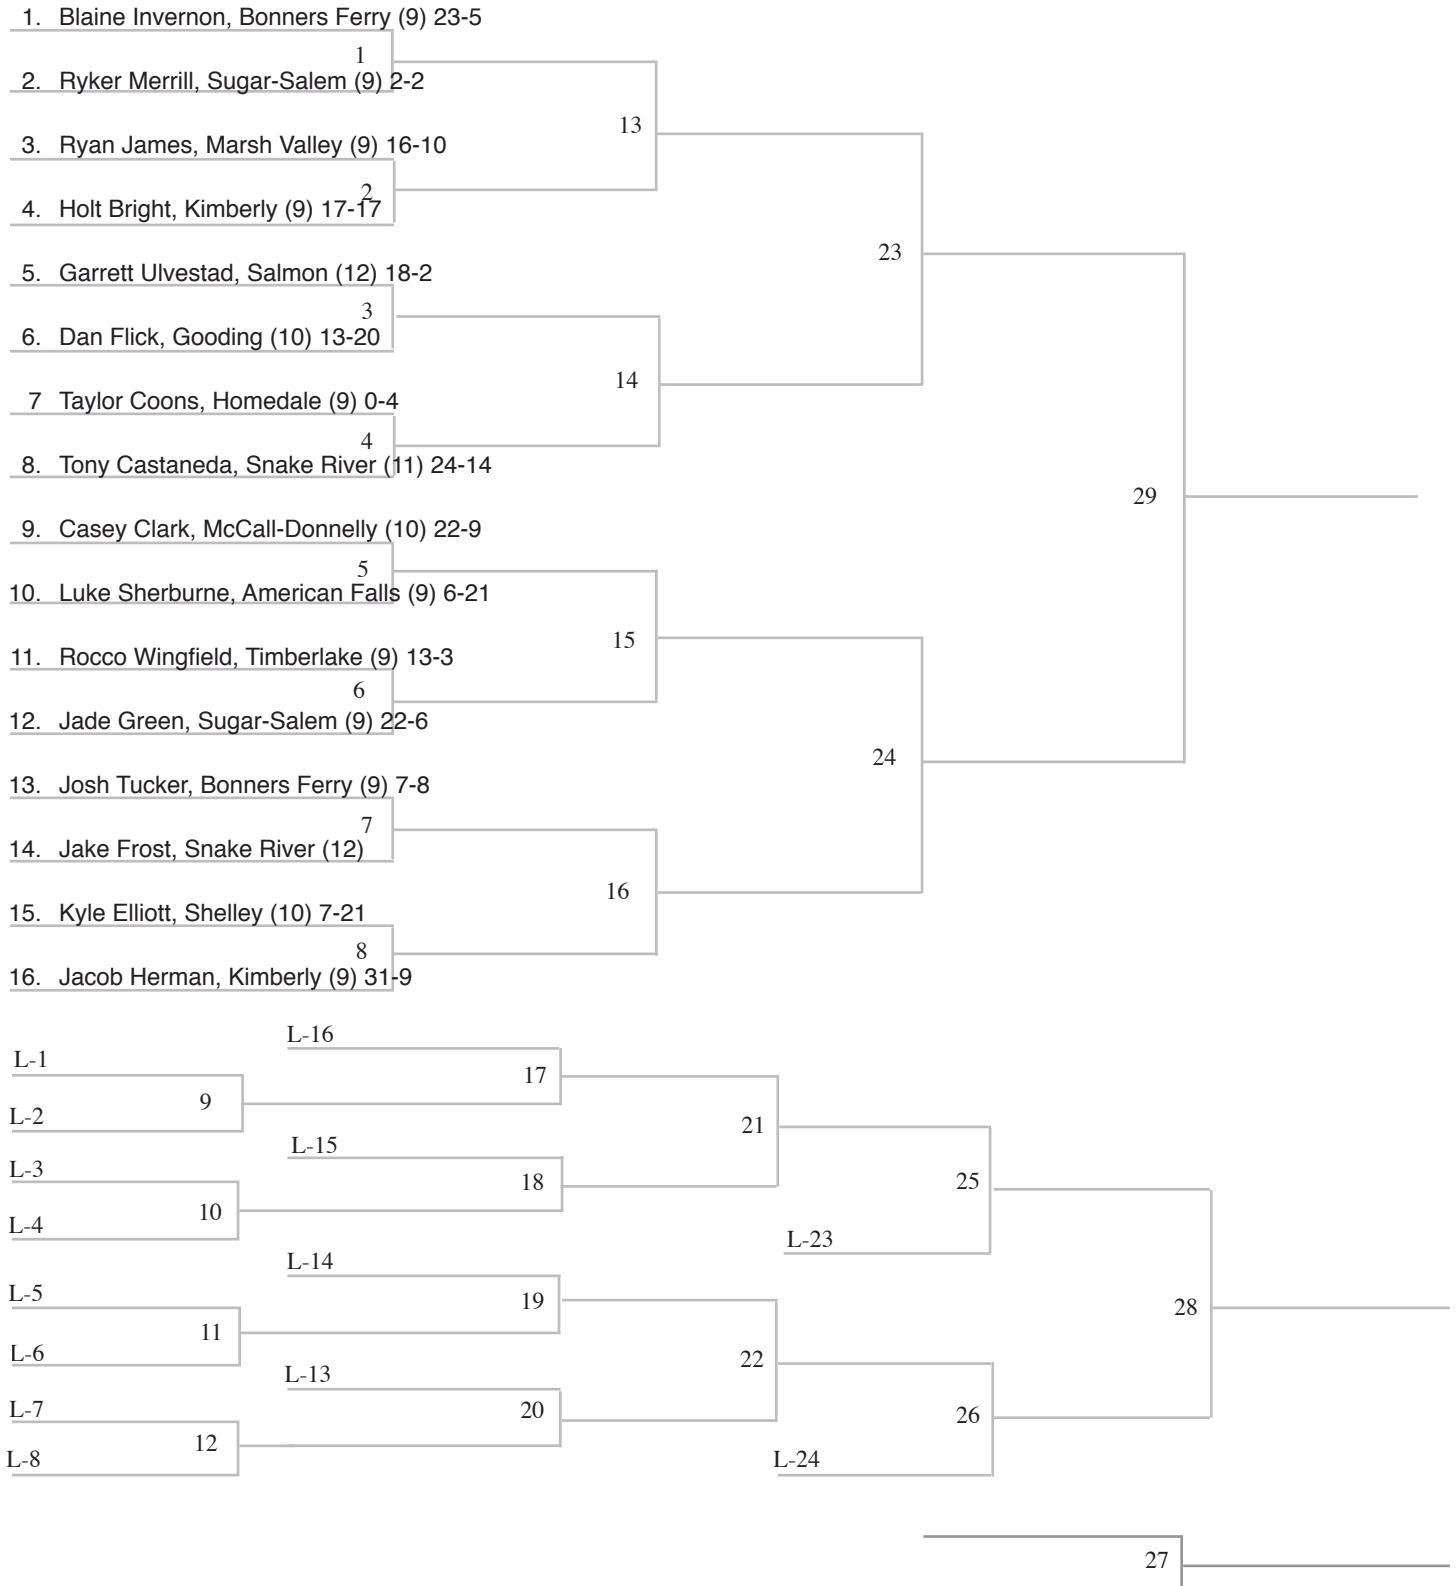 1. Blaine Invernon, Bonners Ferry (9) 23-5
1
2. Ryker Merrill, Sugar-Salem (9) 2-2
13
3. Ryan James, Marsh Valley (9) 16-10
2
4. Holt Bright, Kimberly (9) 17-17
23
5. Garrett Ulvestad, Salmon (12) 18-2
3
6. Dan Flick, Gooding (10) 13-20
14
7 Taylor Coons, Homedale (9) 0-4
4
8. Tony Castaneda, Snake River (11) 24-14
29
9. Casey Clark, McCall-Donnelly (10) 22-9
5
10. Luke Sherburne, American Falls (9) 6-21
15
11. Rocco Wingfield, Timberlake (9) 13-3
6
12. Jade Green, Sugar-Salem (9) 22-6
24
13. Josh Tucker, Bonners Ferry (9) 7-8
7
14. Jake Frost, Snake River (12)
16
15. Kyle Elliott, Shelley (10) 7-21
8
16. Jacob Herman, Kimberly (9) 31-9
L-16
L-1
17
9
L-2
21
L-15
L-3
18
25
10
L-4
L-23
L-14
L-5
19
28
11
L-6
22
L-13
L-7
20
26
12
L-8
L-24
27